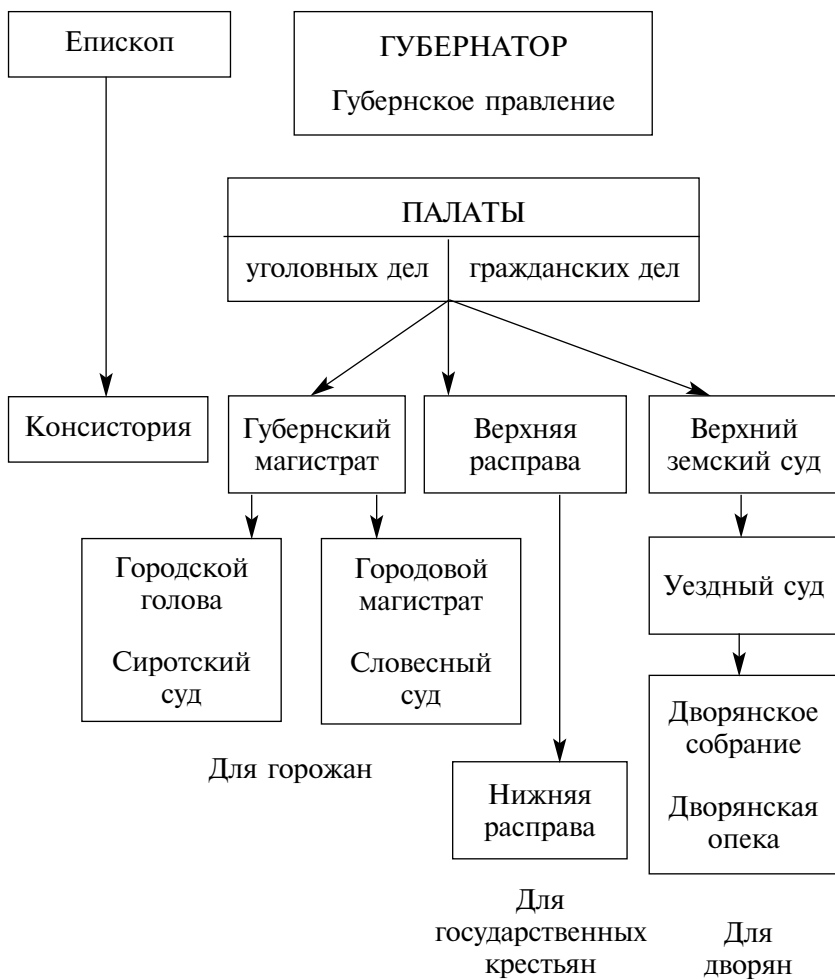 Епископ
ГУБЕРНАТОР
Губернское правление
ПАЛАТЫ
уголовных дел
гражданских дел
Консистория
Губернский
магистрат
Верхняя
расправа
Верхний
земский суд
Городской
голова
Сиротский
суд
Городовой
магистрат
Словесный
суд
Уездный суд
Дворянское
собрание
Дворянская
опека
Для горожан
Нижняя
расправа
Для
государственных
крестьян
Для
дворян